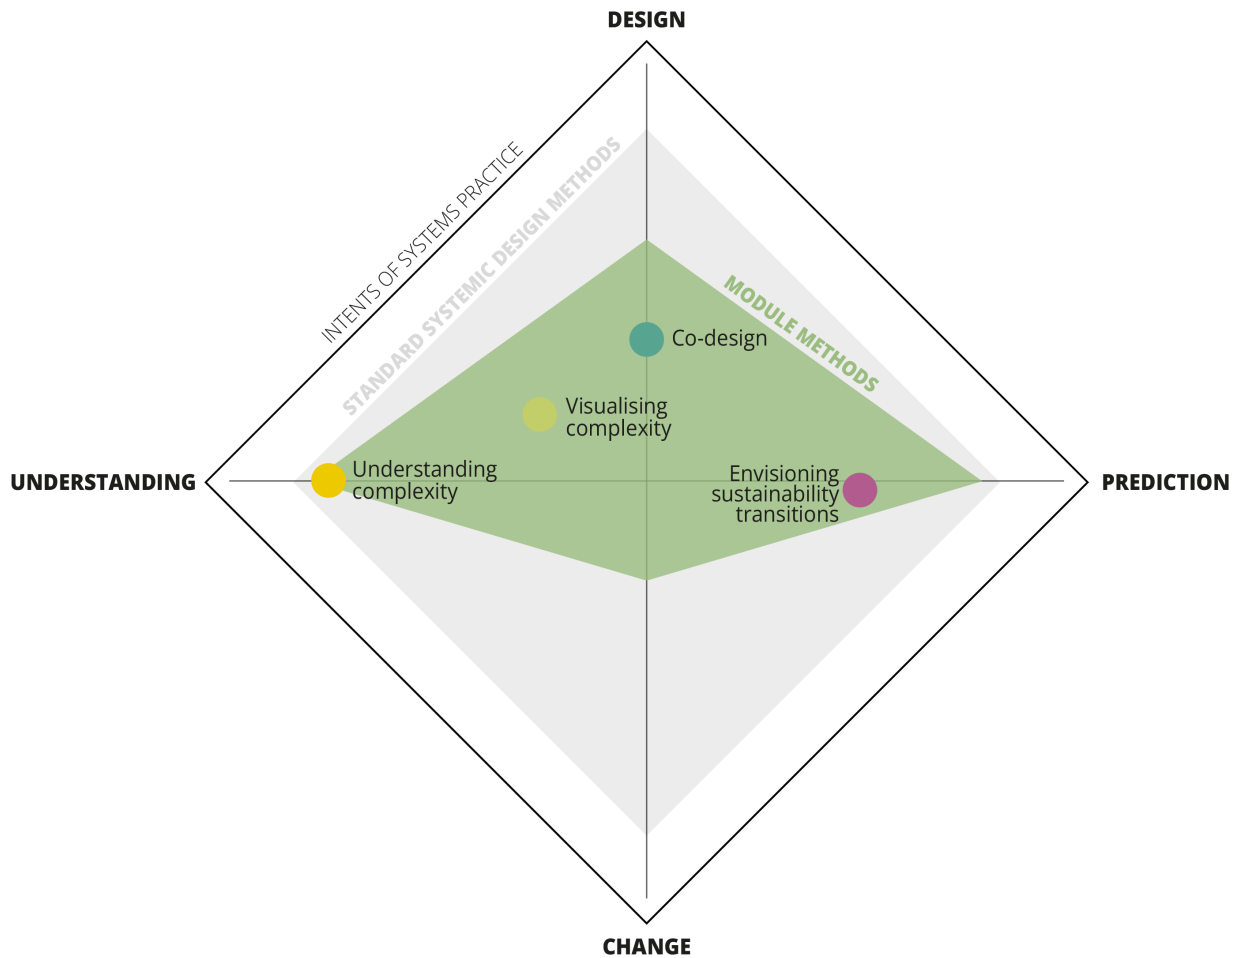 DESIGN
INTENTS OF SYSTEMS PRACTICE
STANDARD SYSTEMIC DESIGN METHODS
MODULE METHODS
Co-design
Visualising
complexity
UNDERSTANDING
Understanding
complexity
Envisioning
sustainability
transitions
PREDICTION
CHANGE